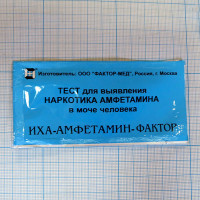 Изготовитель: ООО "ФАКТОР-МЕД", Россия, г. Москва
ТЕСТ для выявления
НАРКОТИКА АМФЕТАМИНА
в моче человека
ИХА-АМФЕТАМИН-ФАКТОР